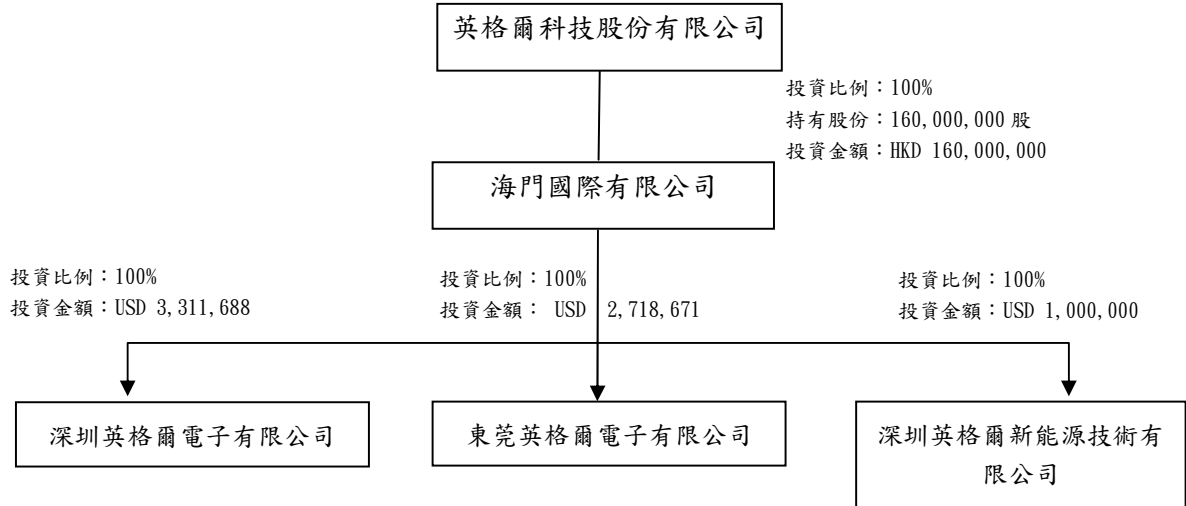 英格爾科技股份有限公司
投資比例：100%
持有股份：160,000,000 股
投資金額：HKD 160,000,000
海門國際有限公司
投資比例：100%
投資金額：USD 3,311,688
投資比例：100%
投資金額： USD 2,718,671
投資比例：100%
投資金額：USD 1,000,000
深圳英格爾電子有限公司
東莞英格爾電子有限公司
深圳英格爾新能源技術有
限公司